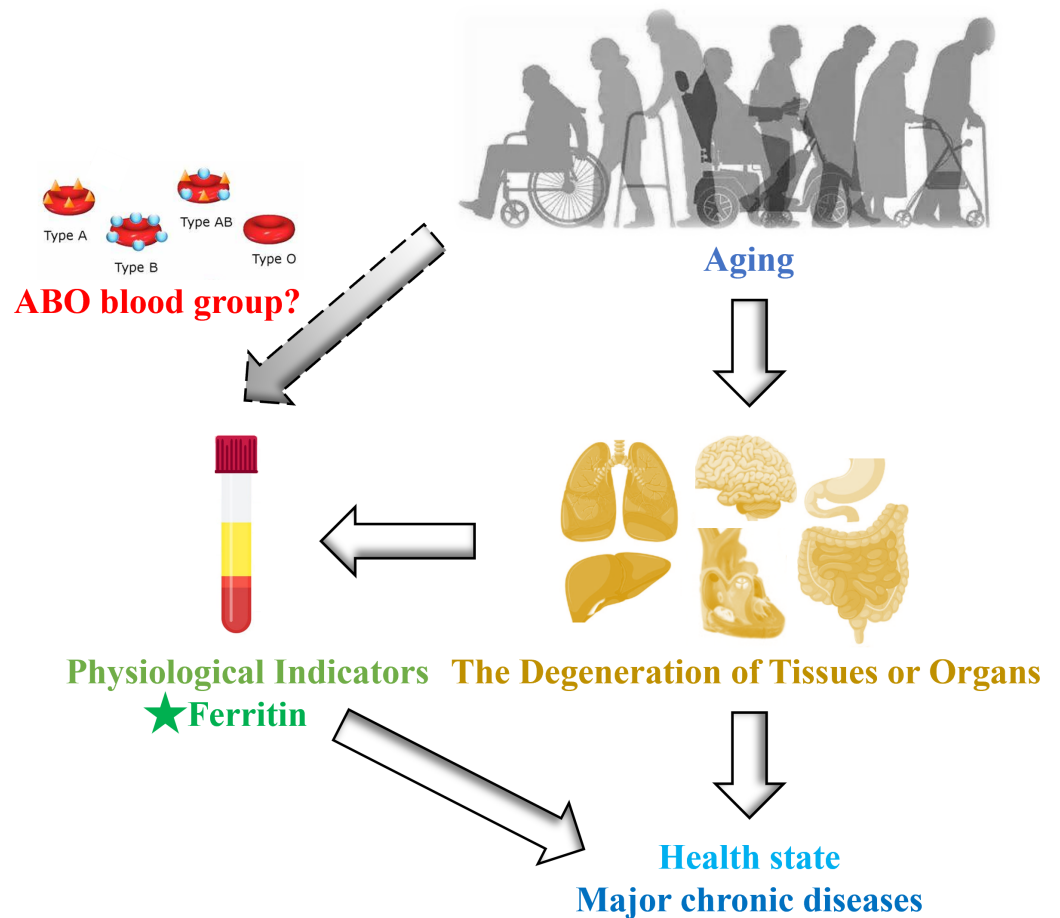 Type A
Type B
Type AB
Type O
ABO blood group?
Aging
Physiological Indicators
★Ferritin
The Degeneration of Tissues or Organs
Health state
Major chronic diseases